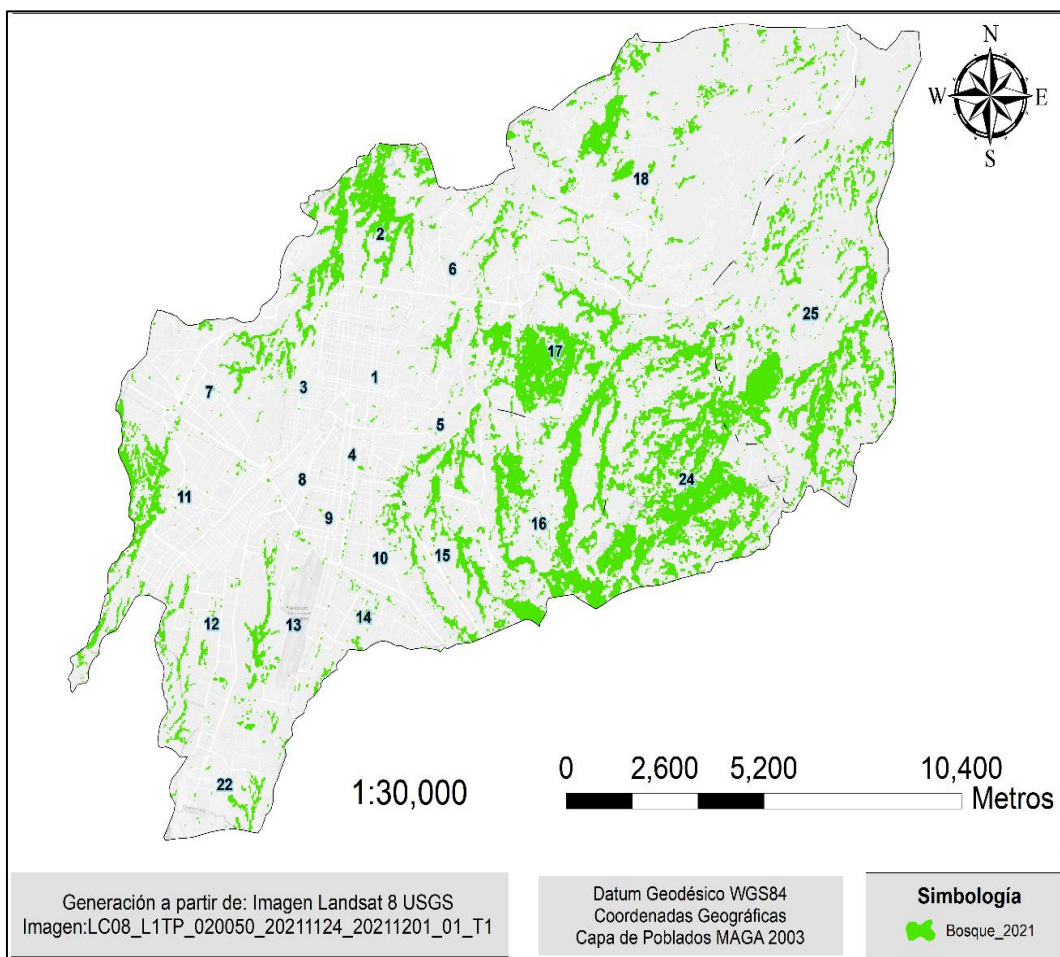 N
W E
S
18
2
6
25
17
1
7
3
5
4
8
24
11
9
16
10
15
14
12
13
22
1:30,000
0 2,600 5,200 10,400
Metros
Generación a partir de: Imagen Landsat 8 USGS
Imagen:LC08_L1TP_020050_20211124_20211201_01_T1
Datum Geodésico WGS84
Coordenadas Geográficas
Capa de Poblados MAGA 2003
Simbología
Bosque_2021